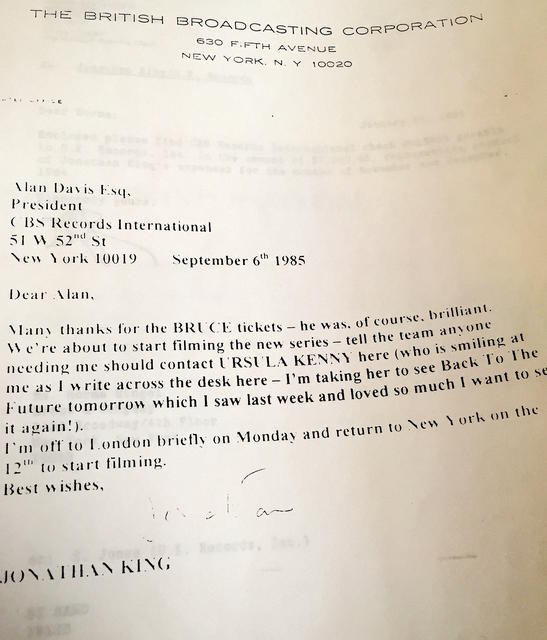 THE BRITISH BROADCASTING CORPORATION
630 FIFTH AVENUE
NEW YORK, N. Y 10020
Alan Davis Esq,
President
CBS Records International
51 W 52nd St
New York 10019 September 6th 1985
Dear Alan,
Many thanks for the BRUCE tickets – he was, of course, brilliant.
We're about to start filming the new series – tell the team anyone
needing me should contact URSULA KENNY here (who is smiling at
me as I write across the desk here – I'm taking her to see Back To The
Future tomorrow which I saw last week and loved so much I want to se
it again!).
I'm off to London briefly on Monday and return to New York on the
12th to start filming.
Best wishes,
JONATHAN KING